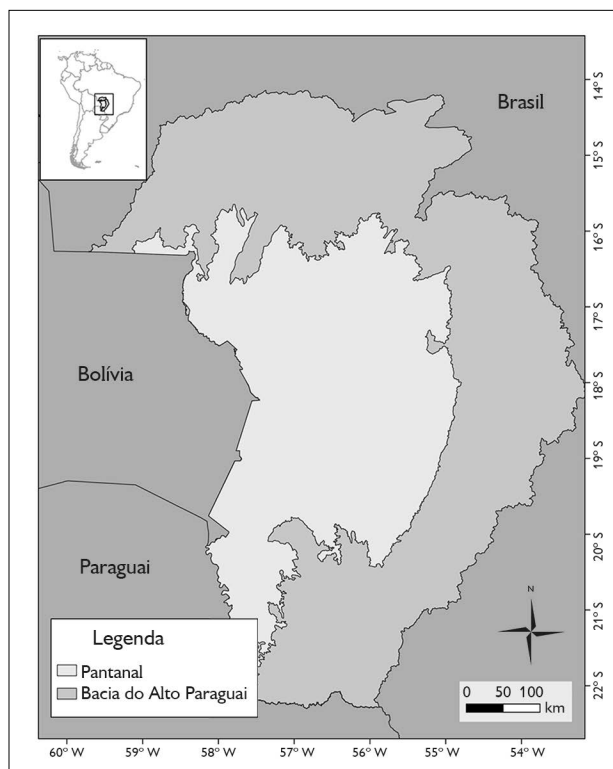 Brasil
Bolívia
Paraguai
14°S
15°S
16°S
17°S
18°S
19°S
20°S
21°S
22°S
N
Legenda
Pantanal
Bacia do Alto Paraguai
0 50 100
km
60° W 59° W 58° W 57° W 56° W 55° W 54° W